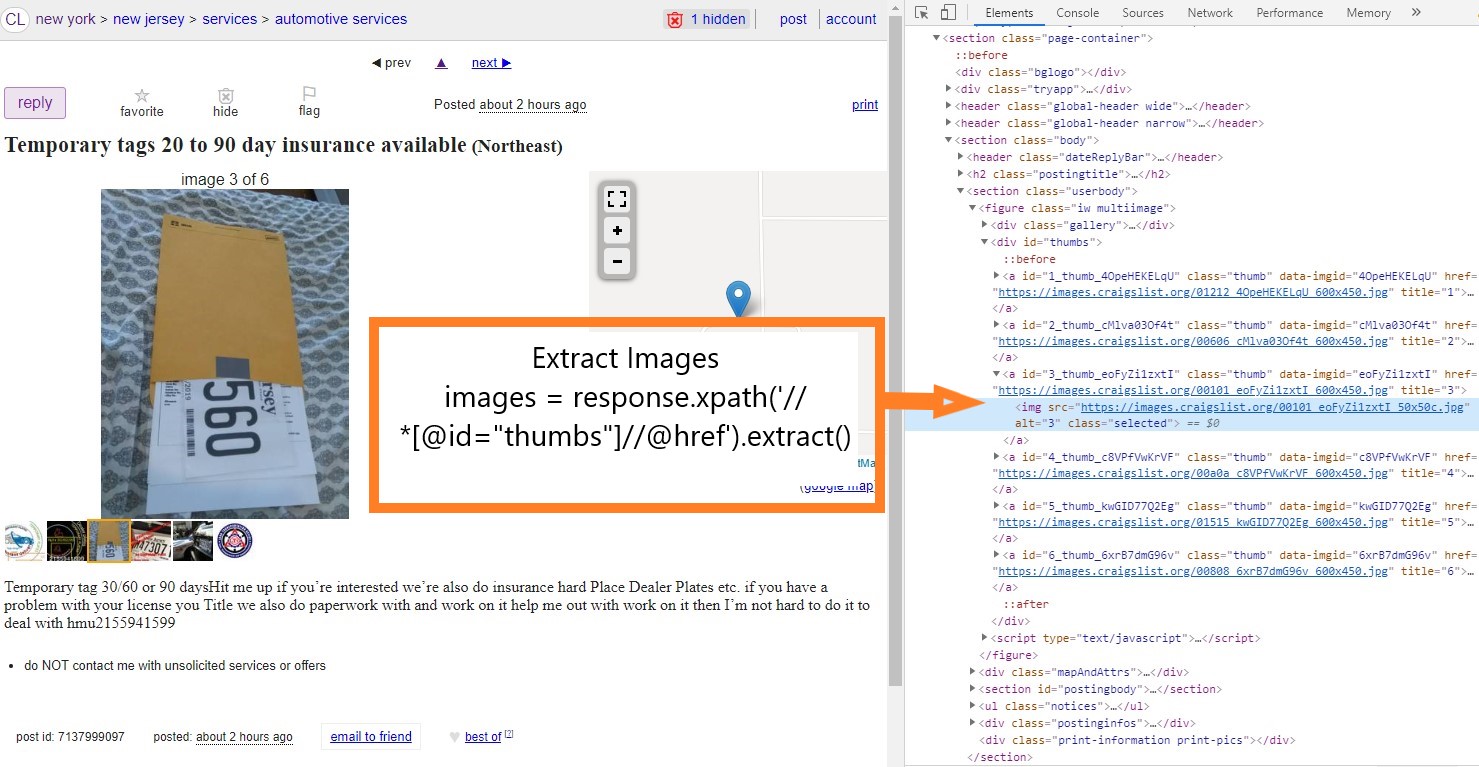 CL new york > new jersey > services > automotive services
1 hidden
post
account
◀ prev
▲
next ▶
reply
favorite
hide
flag
Posted about 2 hours ago
print
Temporary tags 20 to 90 day insurance available (Northeast)
image 3 of 6
560
+
−
Extract Images
images = response.xpath('//
*[@id="thumbs"]//@href').extract()
(google map)
Temporary tag 30/60 or 90 daysHit me up if you’re interested we’re also do insurance hard Place Dealer Plates etc. if you have a
problem with your license you Title we also do paperwork with and work on it help me out with work on it then I’m not hard to do it to
deal with hmu2155941599
• do NOT contact me with unsolicited services or offers
post id: 7137999097
posted: about 2 hours ago
email to friend
♥ best of [?]
Elements
Console
Sources
Network
Performance
Memory
»
▼<section class="page-container">
::before
<div class="bglogo"></div>
▶<div class="tryapp">…</div>
▶<header class="global-header wide">…</header>
▶<header class="global-header narrow">…</header>
▼<section class="body">
▶<header class="dateReplyBar">…</header>
▶<h2 class="postingtitle">…</h2>
▼<section class="userbody">
▼<figure class="iw multiimage">
▶<div class="gallery">…</div>
▼<div id="thumbs">
::before
▶<a id="1_thumb_4OpeHEKELqU" class="thumb" data-imgid="4OpeHEKELqU" href=
"https://images.craigslist.org/01212_4OpeHEKELqU_600x450.jpg" title="1">…
</a>
▶<a id="2_thumb_cMlva03Of4t" class="thumb" data-imgid="cMlva03Of4t" href=
"https://images.craigslist.org/00606_cMlva03Of4t_600x450.jpg" title="2">…
</a>
▼<a id="3_thumb_eoFyZi1zxtI" class="thumb" data-imgid="eoFyZi1zxtI" href=
"https://images.craigslist.org/00101_eoFyZi1zxtI_600x450.jpg" title="3">
<img src="https://images.craigslist.org/00101_eoFyZi1zxtI_50x50c.jpg"
alt="3" class="selected"> == $0
</a>
▶<a id="4_thumb_c8VPfVwKrVF" class="thumb" data-imgid="c8VPfVwKrVF" href=
"https://images.craigslist.org/00a0a_c8VPfVwKrVF_600x450.jpg" title="4">…
</a>
▶<a id="5_thumb_kwGID77Q2Eg" class="thumb" data-imgid="kwGID77Q2Eg" href=
"https://images.craigslist.org/01515_kwGID77Q2Eg_600x450.jpg" title="5">…
</a>
▶<a id="6_thumb_6xrB7dmG96v" class="thumb" data-imgid="6xrB7dmG96v" href=
"https://images.craigslist.org/00808_6xrB7dmG96v_600x450.jpg" title="6">…
</a>
::after
</div>
▶<script type="text/javascript">…</script>
</figure>
▶<div class="mapAndAttrs">…</div>
▶<section id="postingbody">…</section>
▶<ul class="notices">…</ul>
▶<div class="postinginfos">…</div>
<div class="print-information print-pics"></div>
</section>